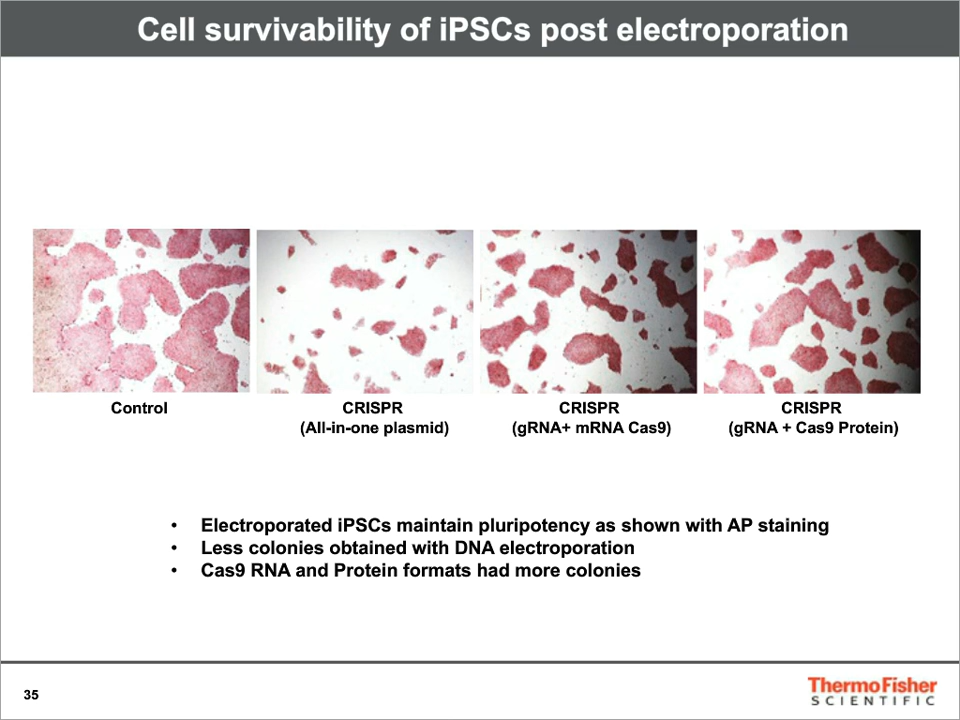 Cell survivability of iPSCs post electroporation
Control
CRISPR
(All-in-one plasmid)
CRISPR
(gRNA+ mRNA Cas9)
CRISPR
(gRNA + Cas9 Protein)
• Electroporated iPSCs maintain pluripotency as shown with AP staining
• Less colonies obtained with DNA electroporation
• Cas9 RNA and Protein formats had more colonies
35
ThermoFisher
SCIENTIFIC